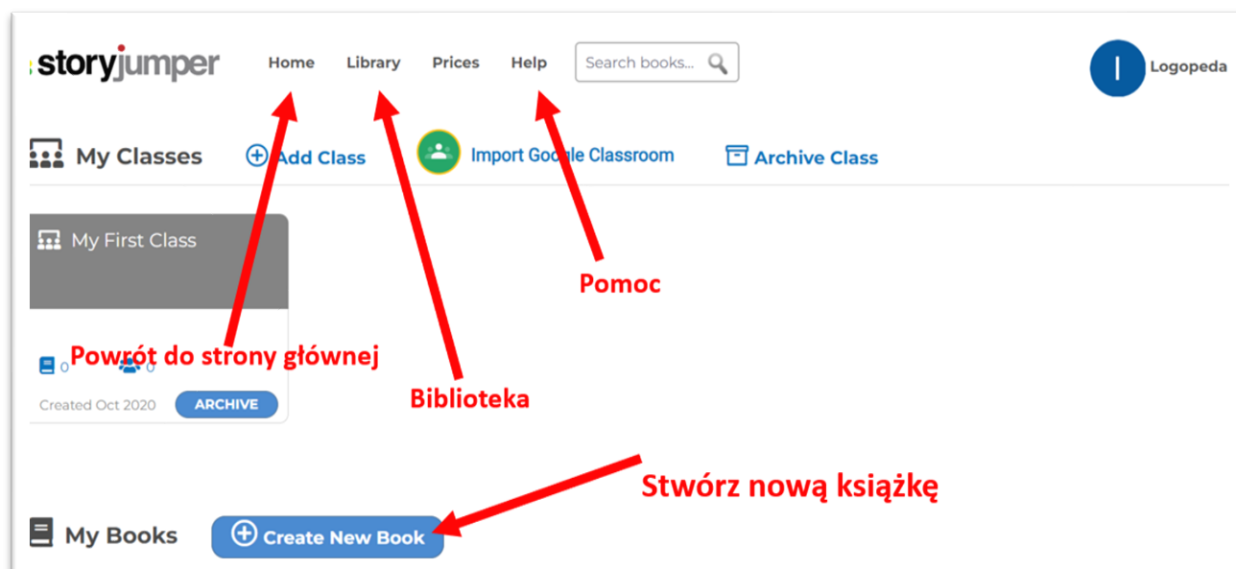 storyjumper Home Library Prices Help Search books... I Logopeda
My Classes Add Class Import Google Classroom Archive Class
My First Class
Pomoc
Powrót do strony głównej
0 0
Biblioteka
Created Oct 2020 ARCHIVE
Stwórz nową książkę
My Books Create New Book